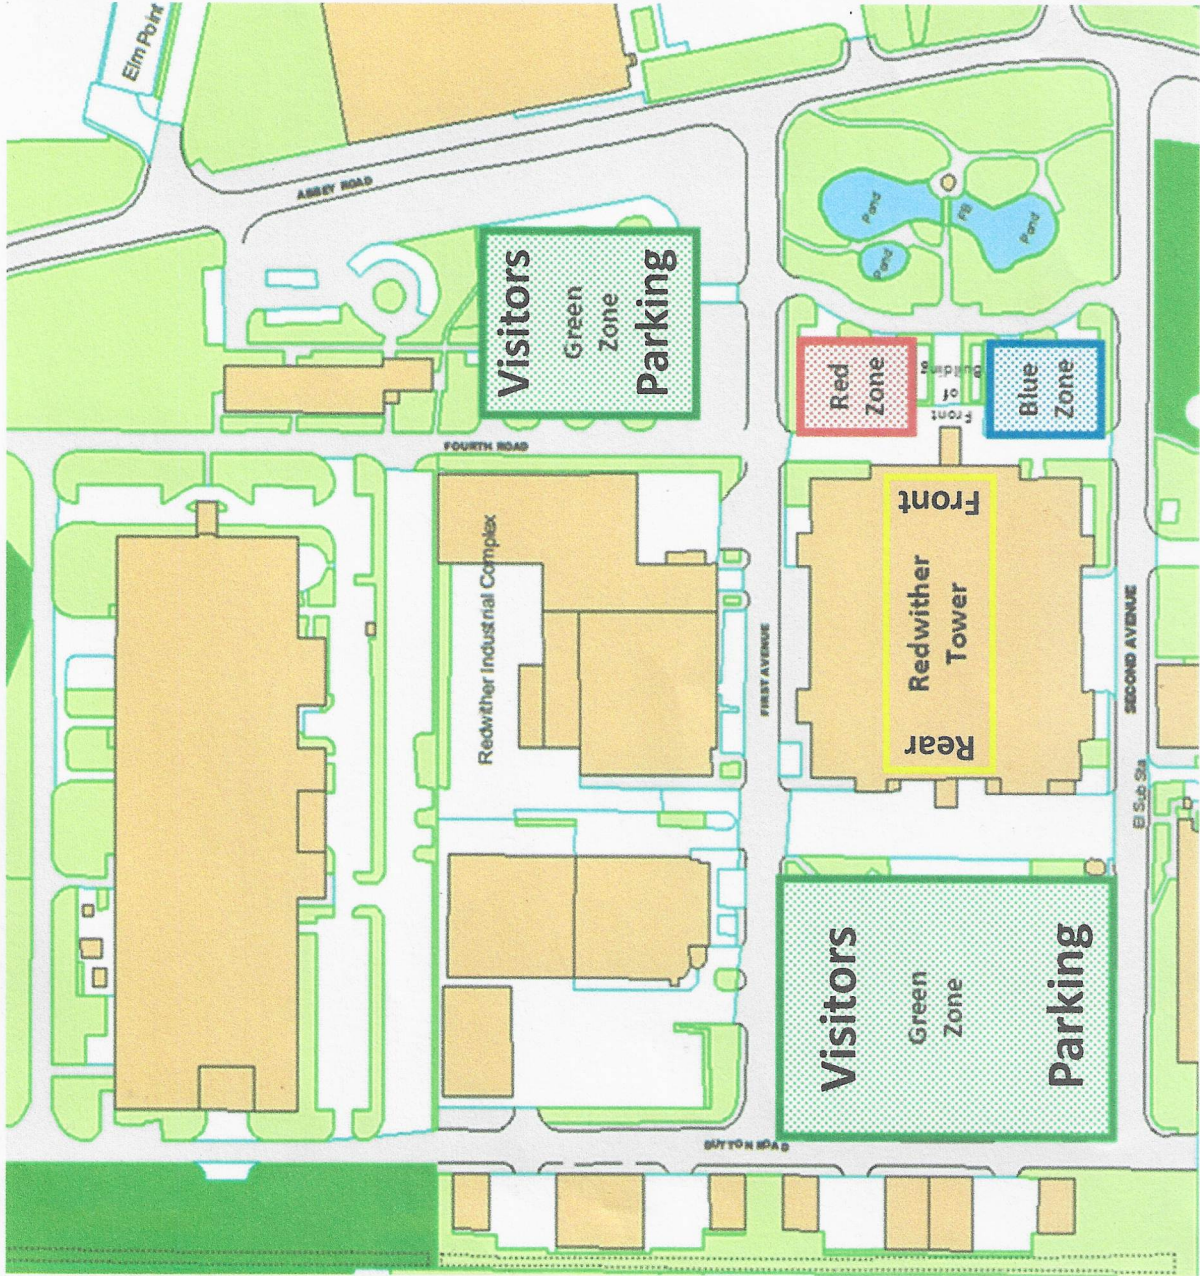 Elm Point
ABBEY ROAD
Pond
Pond
Pond
FB
Visitors
Green
Zone
Parking
Red
Zone
Front
of
Building
Blue
Zone
FOURTH ROAD
Redwither Industrial Complex
FIRST AVENUE
Front
Redwither
Tower
Rear
SECOND AVENUE
El Sub Sta
Visitors
Green
Zone
Parking
DUTTON ROAD